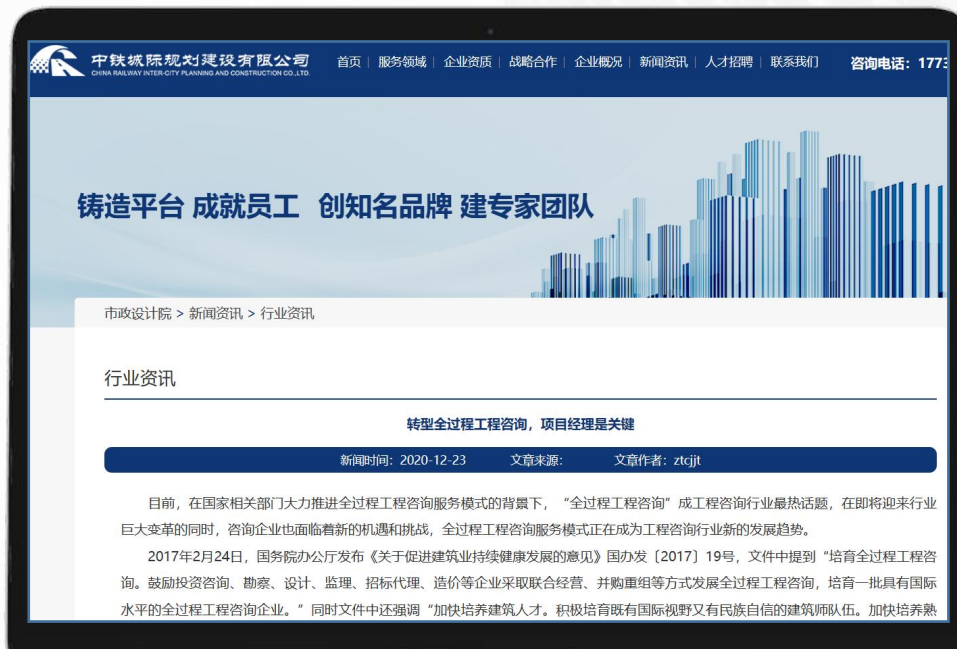 中铁城际规划建设有限公司
CHINA RAILWAY INTER-CITY PLANNING AND CONSTRUCTION CO.,LTD.
首页 | 服务领域 | 企业资质 | 战略合作 | 企业概况 | 新闻资讯 | 人才招聘 | 联系我们
咨询电话：1773
铸造平台 成就员工 创知名品牌 建专家团队
市政设计院 > 新闻资讯 > 行业资讯
行业资讯
转型全过程工程咨询，项目经理是关键
新闻时间：2020-12-23 文章来源： 文章作者：ztcjjt
目前，在国家相关部门大力推进全过程工程咨询服务模式的背景下，“全过程工程咨询”成工程咨询行业最热话题，在即将迎来行业
巨大变革的同时，咨询企业也面临着新的机遇和挑战，全过程工程咨询服务模式正在成为工程咨询行业新的发展趋势。
2017年2月24日，国务院办公厅发布《关于促进建筑业持续健康发展的意见》国办发〔2017〕19号，文件中提到“培育全过程工程咨
询。鼓励投资咨询、勘察、设计、监理、招标代理、造价等企业采取联合经营、并购重组等方式发展全过程工程咨询，培育一批具有国际
水平的全过程工程咨询企业。”同时文件中还强调“加快培养建筑人才。积极培育既有国际视野又有民族自信的建筑师队伍。加快培养熟